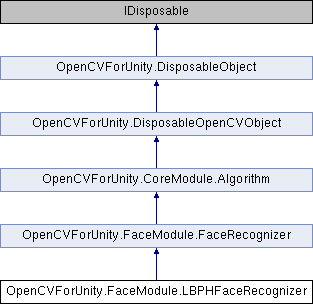 IDisposable
OpenCVForUnity.DisposableObject
OpenCVForUnity.DisposableOpenCVObject
OpenCVForUnity.CoreModule.Algorithm
OpenCVForUnity.FaceModule.FaceRecognizer
OpenCVForUnity.FaceModule.LBPHFaceRecognizer